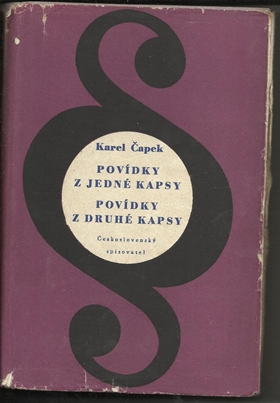 Karel Čapek
POVÍDKY
Z JEDNÉ KAPSY
POVÍDKY
Z DRUHÉ KAPSY
Československý
spisovatel